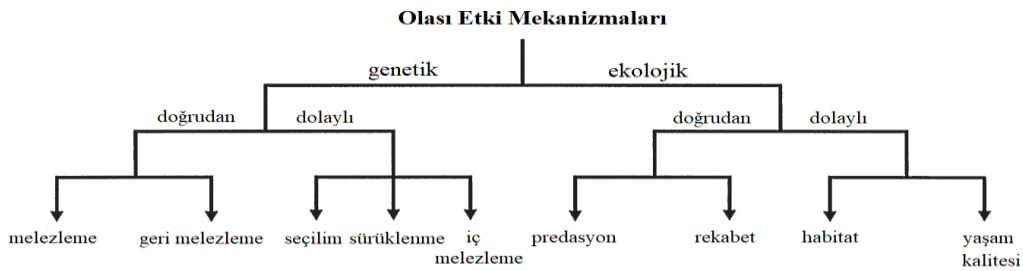 Olası Etki Mekanizmaları
genetik ekolojik
doğrudan dolaylı doğrudan dolaylı
melezleme geri melezleme seçilim sürüklenme iç melezleme predasyon rekabet habitat yaşam kalitesi